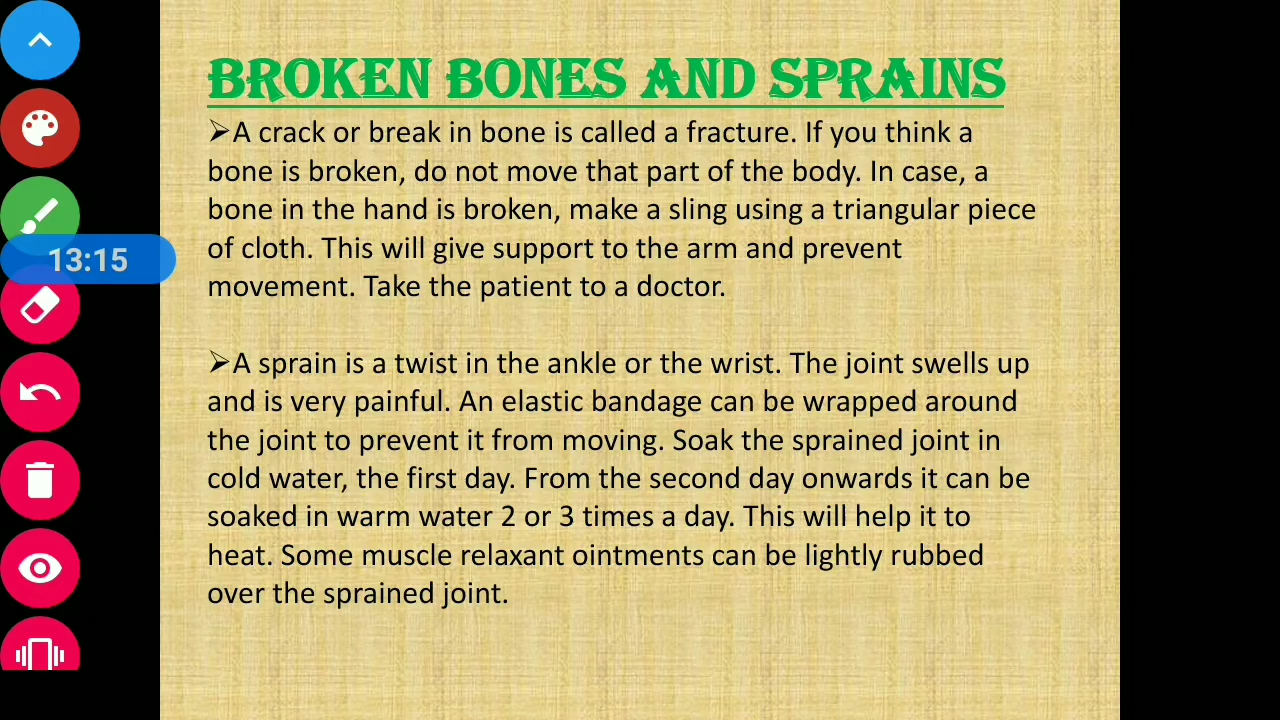 BROKEN BONES AND SPRAINS
➢A crack or break in bone is called a fracture. If you think a
bone is broken, do not move that part of the body. In case, a
bone in the hand is broken, make a sling using a triangular piece
of cloth. This will give support to the arm and prevent
movement. Take the patient to a doctor.
➢A sprain is a twist in the ankle or the wrist. The joint swells up
and is very painful. An elastic bandage can be wrapped around
the joint to prevent it from moving. Soak the sprained joint in
cold water, the first day. From the second day onwards it can be
soaked in warm water 2 or 3 times a day. This will help it to
heat. Some muscle relaxant ointments can be lightly rubbed
over the sprained joint.
13:15